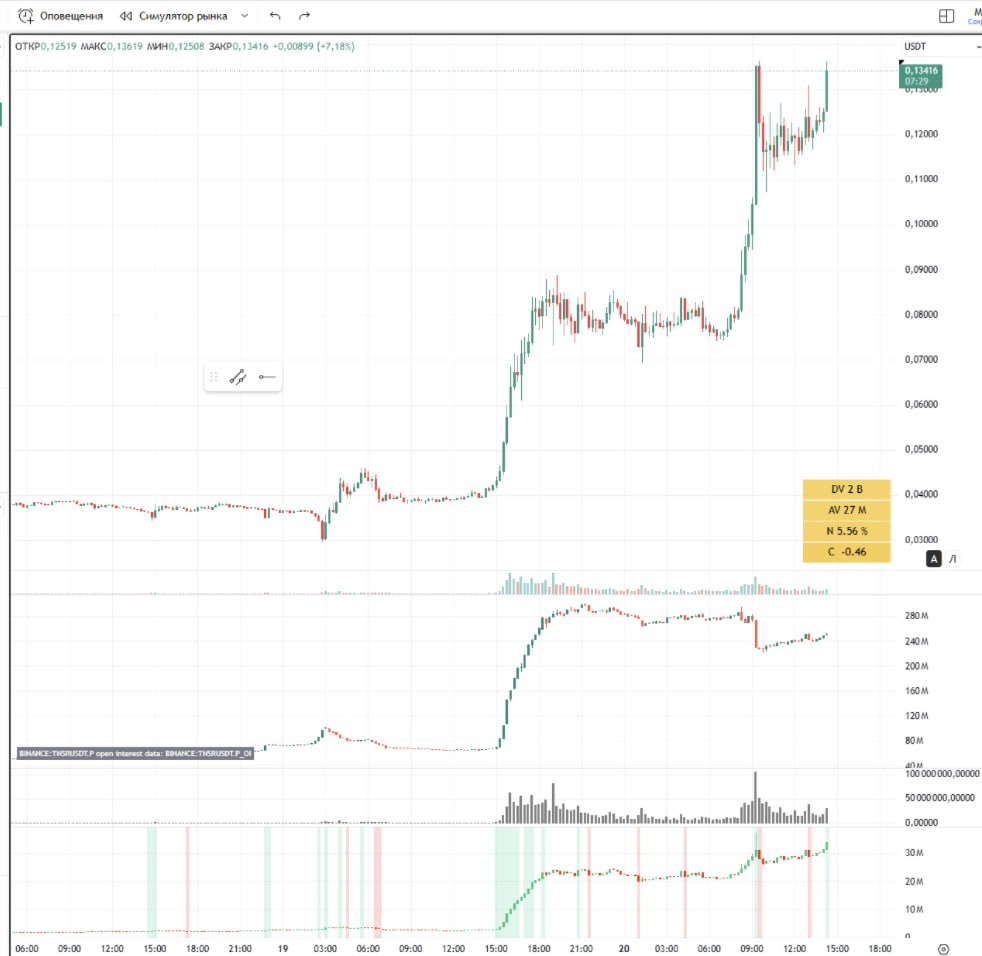 Оповещения Симулятор рынка
М
Сох
ОТКР0,12519 МАКС0,13619 МИН0,12508 ЗАКР0,13416 +0,00899 (+7,18%)
USDT
0,13416
07:29
0,13000
0,12000
0,11000
0,10000
0,09000
0,08000
0,07000
0,06000
0,05000
0,04000
0,03000
DV 2 B
AV 27 M
N 5.56 %
C -0.46
А Л
280 M
240 M
200 M
160 M
120 M
80 M
40 M
BINANCE:TNSRUSDT.P open interest data: BINANCE:TNSRUSDT.P_OI
100 000 000,00000
50 000 000,00000
0,00000
30 M
20 M
10 M
0
06:00 09:00 12:00 15:00 18:00 21:00 19 03:00 06:00 09:00 12:00 15:00 18:00 21:00 20 03:00 06:00 09:00 12:00 15:00 18:00